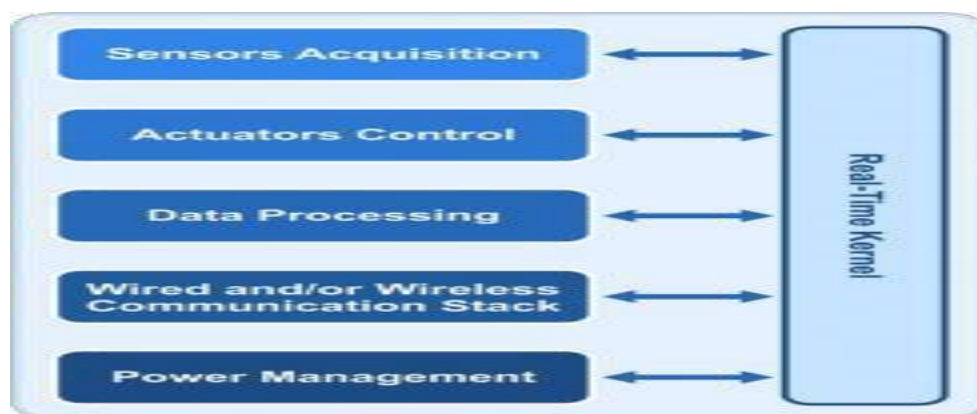 Sensors Acquisition
Actuators Control
Data Processing
Wired and/or Wireless
Communication Stack
Power Management
Real-Time Kernel